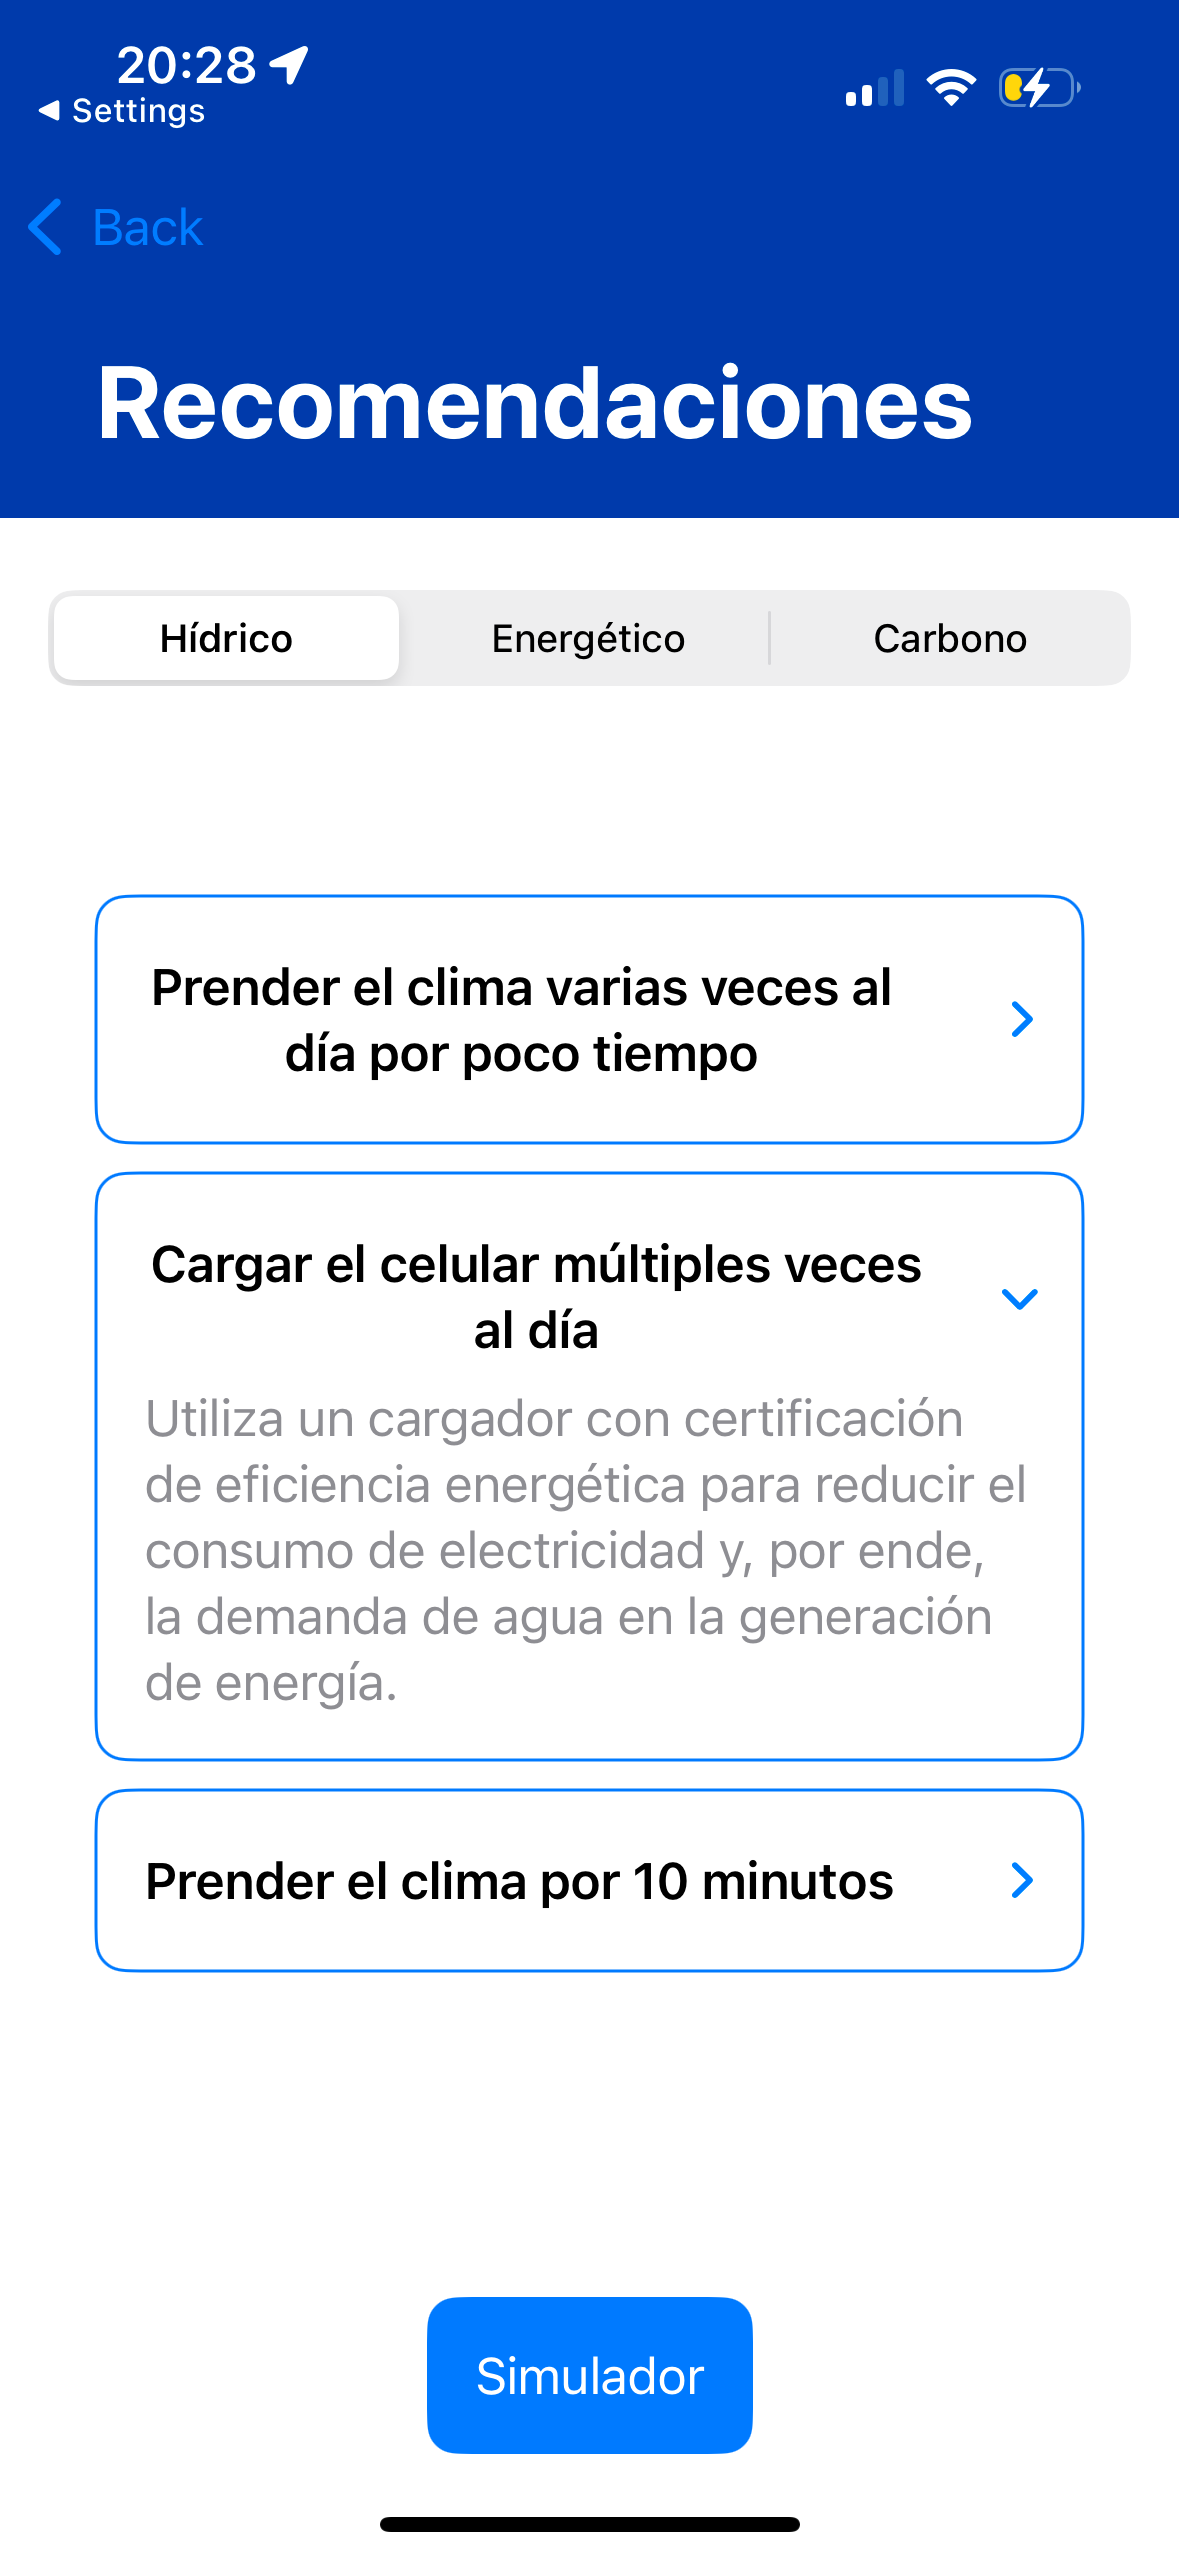 20:28
Settings
Back
Recomendaciones
Hídrico
Energético
Carbono
Prender el clima varias veces al
día por poco tiempo
Cargar el celular múltiples veces
al día
Utiliza un cargador con certificación
de eficiencia energética para reducir el
consumo de electricidad y, por ende,
la demanda de agua en la generación
de energía.
Prender el clima por 10 minutos
Simulador